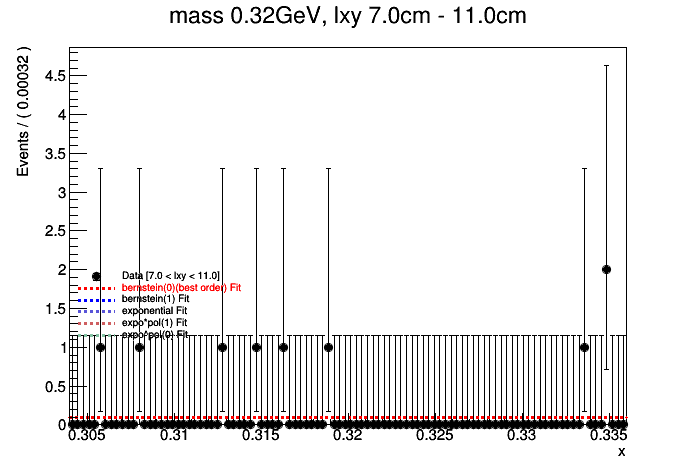 mass 0.32GeV, lxy 7.0cm - 11.0cm
Events / ( 0.00032 )
4.5
4
3.5
3
2.5
2
1.5
1
0.5
0
Data [7.0 < lxy < 11.0]
bernstein(0)(best order) Fit
bernstein(1) Fit
exponential Fit
expo*pol(1) Fit
expo*pol(0) Fit
0.305 0.31 0.315 0.32 0.325 0.33 0.335
x